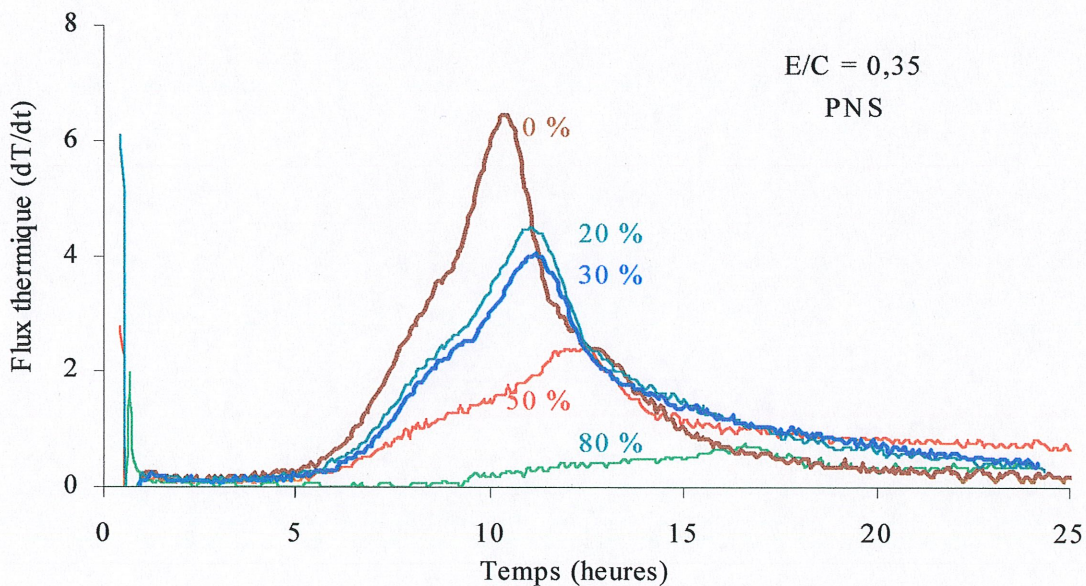 8
6
4
2
0
Flux thermique (dT/dt)
E/C = 0,35
PNS
0 %
20 %
30 %
50 %
80 %
0 5 10 15 20 25
Temps (heures)